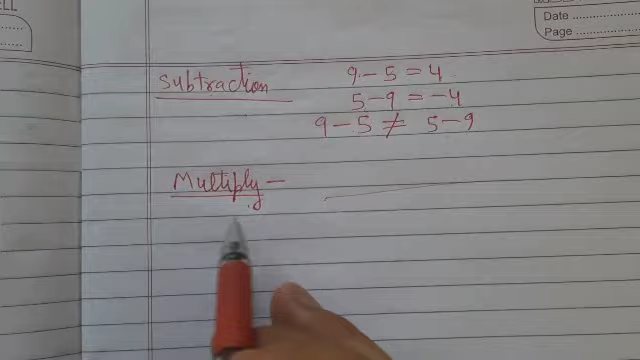 Date
Page
Subtraction 9 - 5 = 4
5 - 9 = -4
9 - 5 ≠ 5 - 9
Multiply -